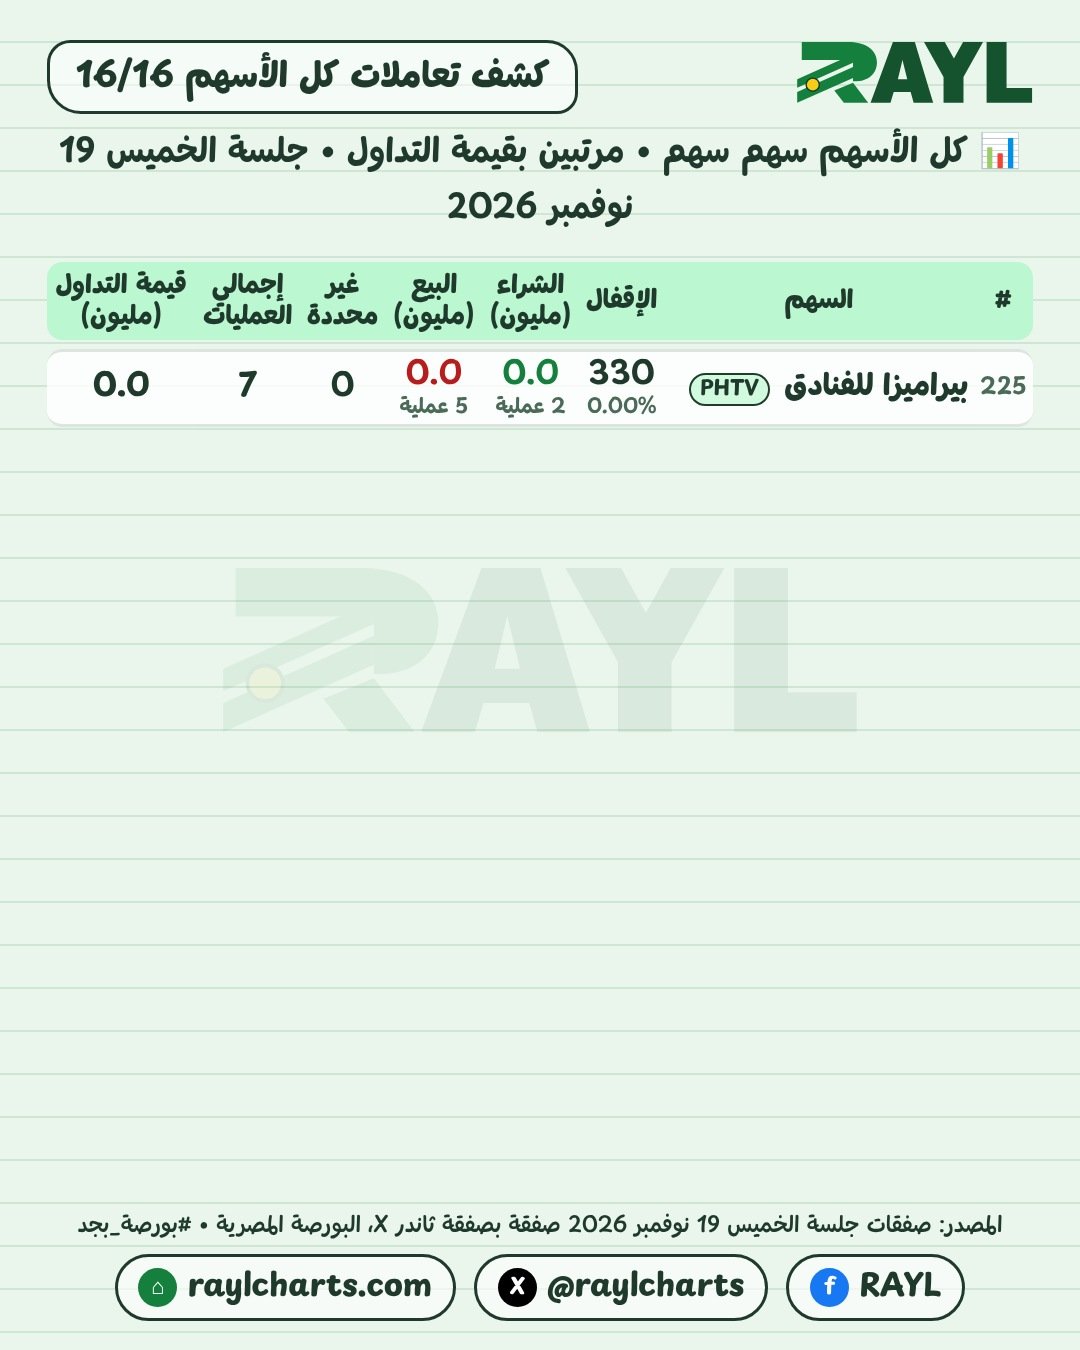 RAYL
كشف تعاملات كل الأسهم 16/16
📊 كل الأسهم سهم سهم • مرتبين بقيمة التداول • جلسة الخميس 19
نوفمبر 2026
# السهم الإقفال الشراء (مليون) البيع (مليون) غير محددة إجمالي العمليات قيمة التداول (مليون)
225 بيراميزا للفنادق PHTV 330 0.0 0.0 0 7 0.0
0.00% 2 عملية 5 عملية
RAYL
المصدر: صفقات جلسة الخميس 19 نوفمبر 2026 صفقة بصفقة ثاندر X، البورصة المصرية • #بورصة_بجد
raylcharts.com @raylcharts RAYL